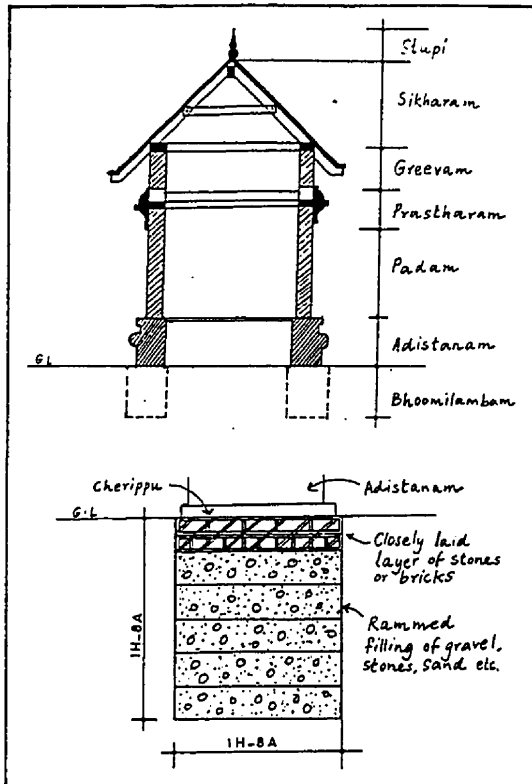 Stupi
Sikharam
Greevam
Prastharam
Padam
Adistanam
GL
Bhoomilambam
Cherippu
Adistanam
G.L
Closely laid
layer of stones
or bricks
1H-8A
Rammed
filling of gravel,
stones, sand etc.
1H-8A